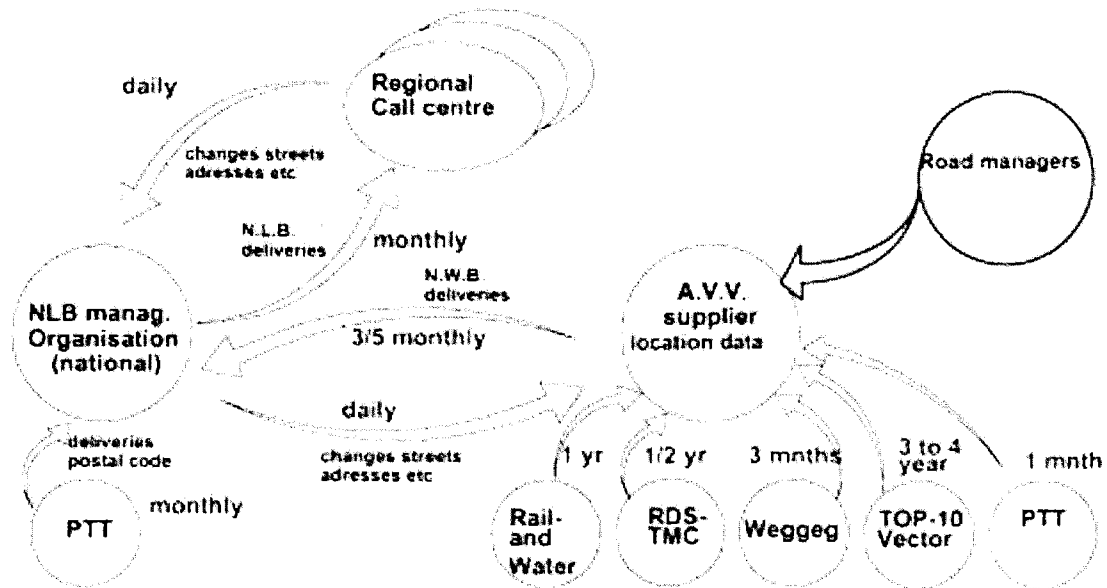 daily
Regional
Call centre
changes streets
adresses etc
Road managers
N.L.B.
deliveries
monthly
N.W.B.
deliveries
NLB manag.
Organisation
(national)
3/5 monthly
A.V.V.
supplier
location data
daily
changes streets
adresses etc
deliveries
postal code
monthly
PTT
1 yr
1/2 yr
3 mnths
3 to 4
year
1 mnth
Rail-
and
Water
RDS-
TMC
Weggeg
TOP-10
Vector
PTT